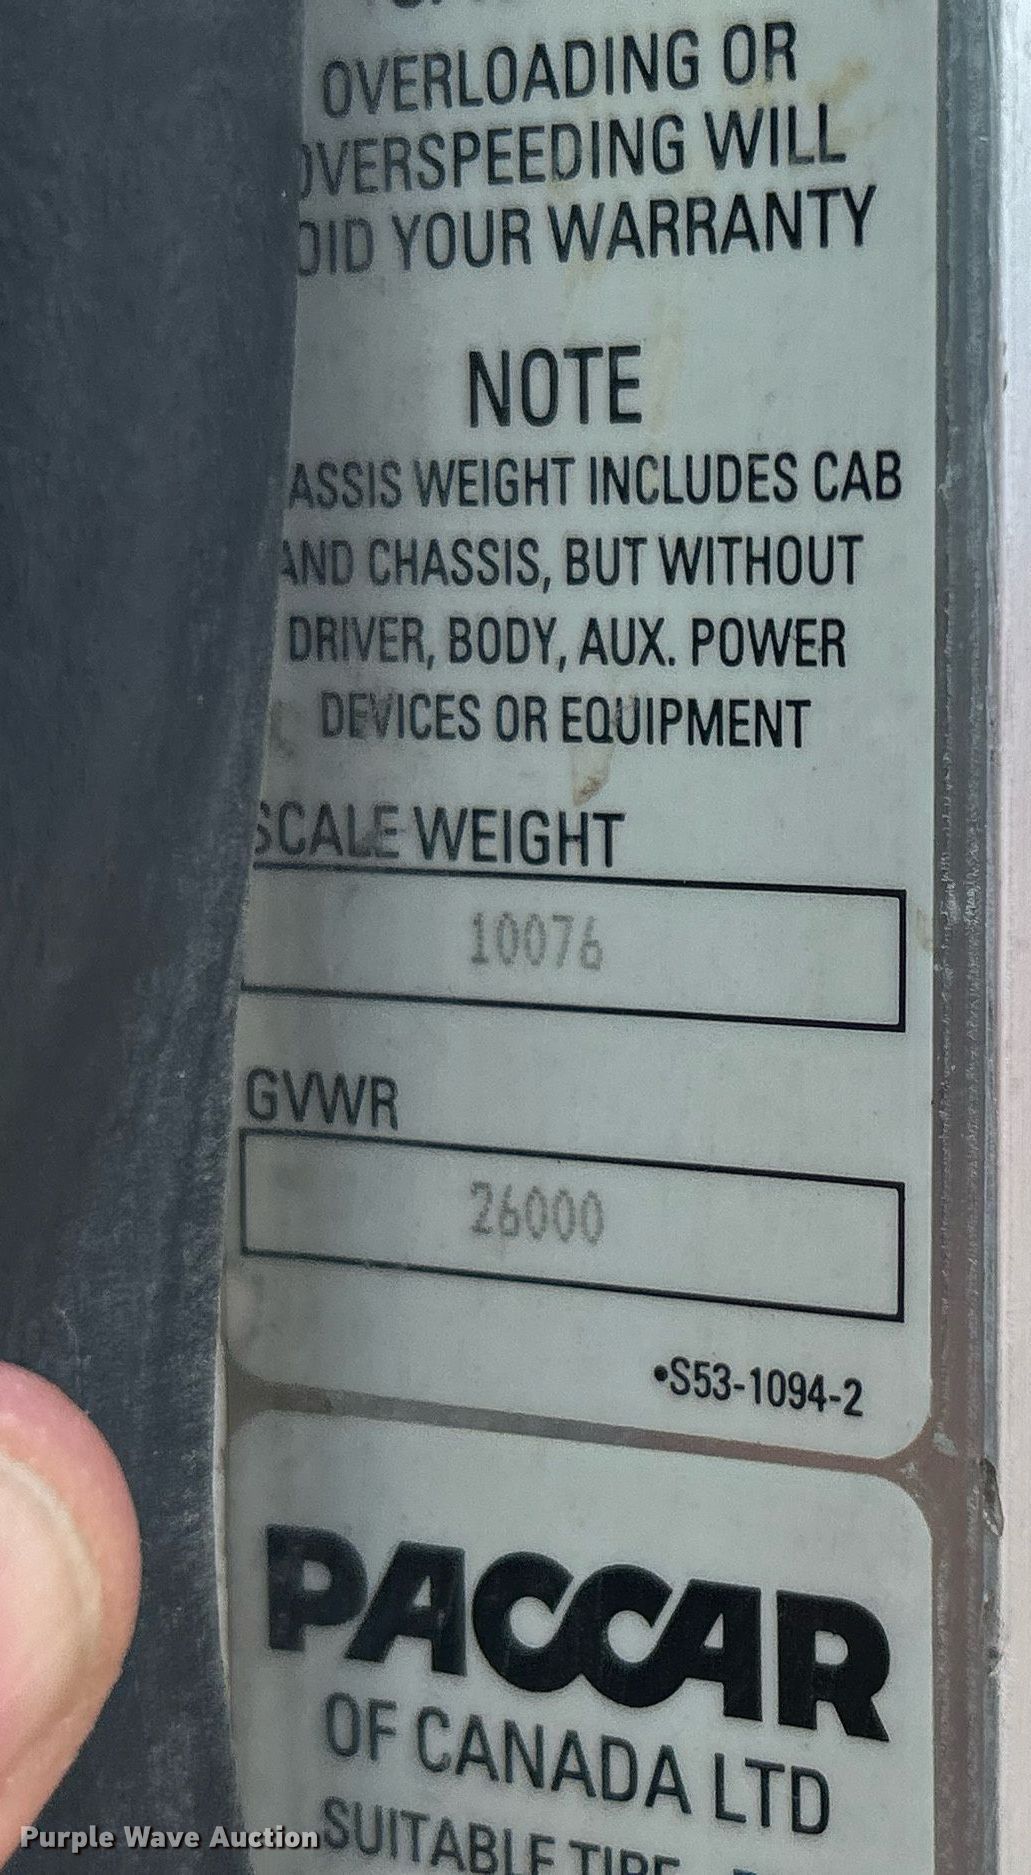 OVERLOADING OR
OVERSPEEDING WILL
OID YOUR WARRANTY
NOTE
ASSIS WEIGHT INCLUDES CAB
AND CHASSIS, BUT WITHOUT
DRIVER, BODY, AUX. POWER
DEVICES OR EQUIPMENT
SCALE WEIGHT
10076
GVWR
26000
•S53-1094-2
PACCAR
OF CANADA LTD
SUITABLE TIRE
Purple Wave Auction